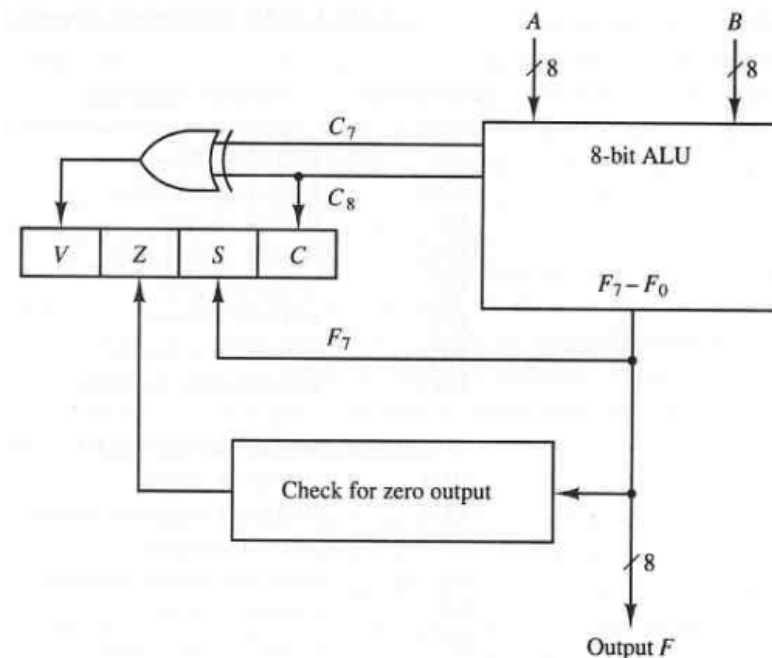 A
B
8
8
C₇
8-bit ALU
C₈
V
Z
S
C
F₇ – F₀
F₇
Check for zero output
8
Output F